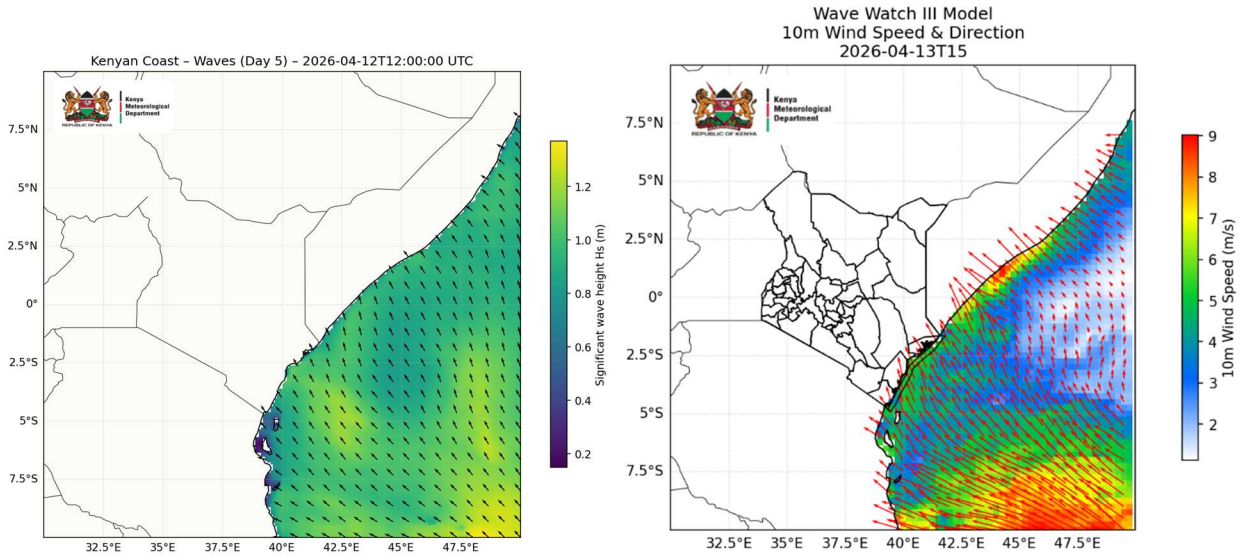 Kenyan Coast – Waves (Day 5) – 2026-04-12T12:00:00 UTC
Kenya
Meteorological
Department
REPUBLIC OF KENYA
7.5°N
5°N
2.5°N
0°
2.5°S
5°S
7.5°S
32.5°E 35°E 37.5°E 40°E 42.5°E 45°E 47.5°E
1.2
1.0
0.8
0.6
0.4
0.2
Significant wave height Hs (m)
Wave Watch III Model
10m Wind Speed & Direction
2026-04-13T15
Kenya
Meteorological
Department
REPUBLIC OF KENYA
7.5°N
5°N
2.5°N
0°
2.5°S
5°S
7.5°S
32.5°E 35°E 37.5°E 40°E 42.5°E 45°E 47.5°E
9
8
7
6
5
4
3
2
10m Wind Speed (m/s)